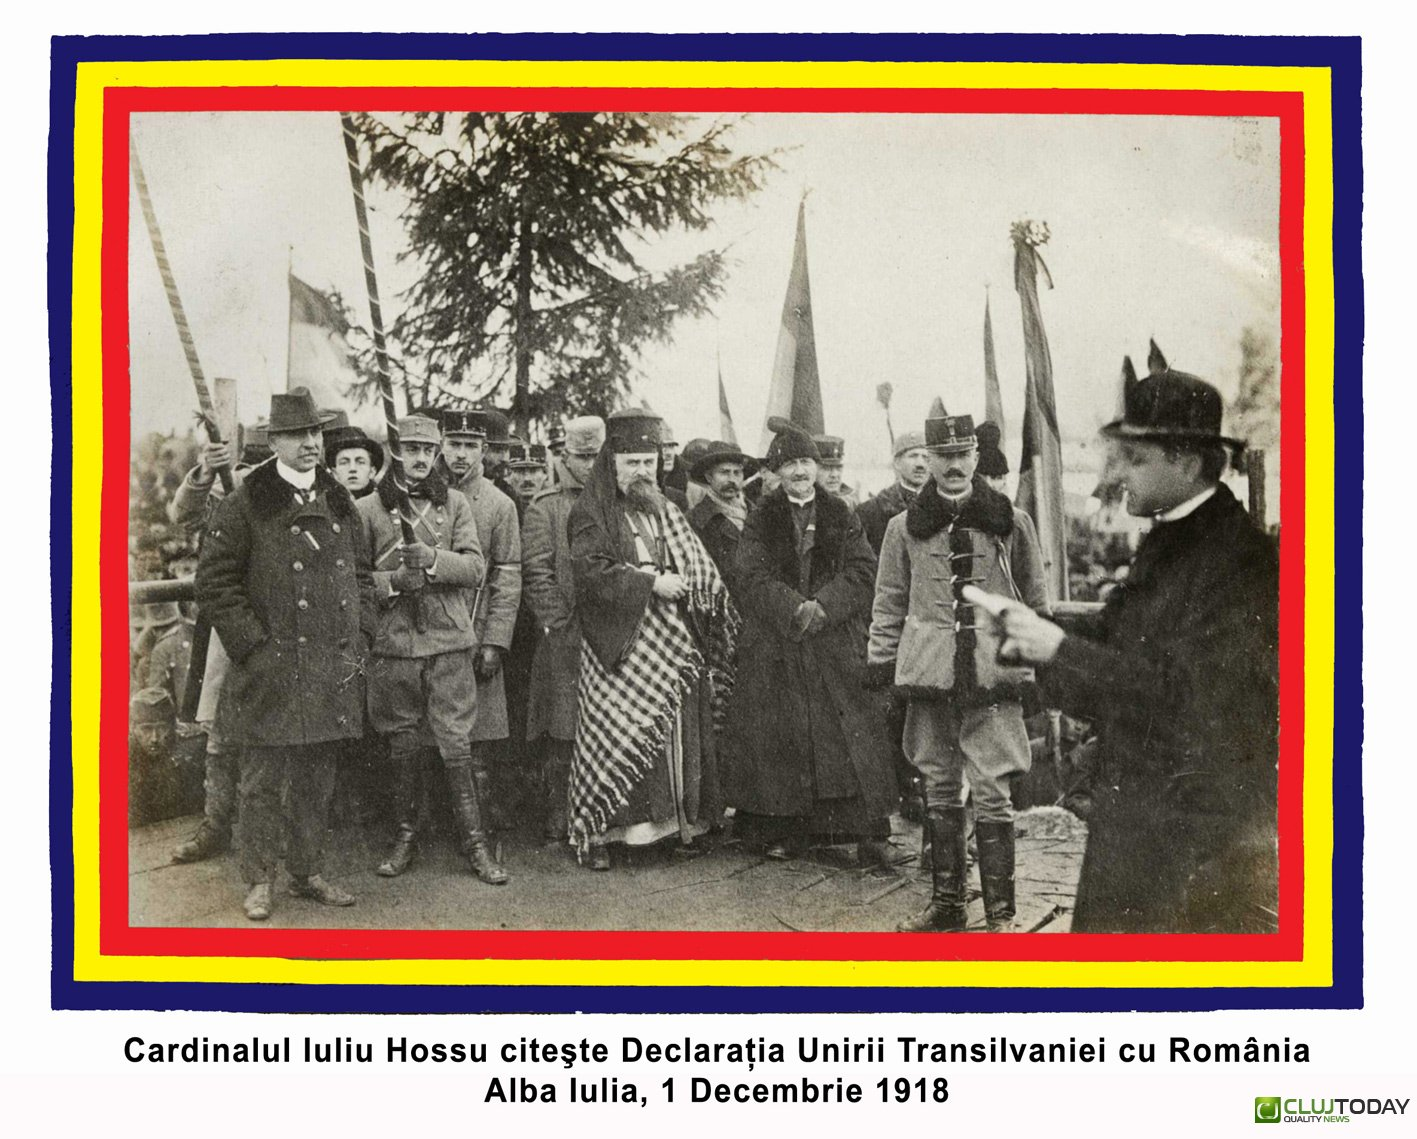 Cardinalul Iuliu Hossu citeşte Declarația Unirii Transilvaniei cu România
Alba Iulia, 1 Decembrie 1918
CLUJTODAY
QUALITY NEWS